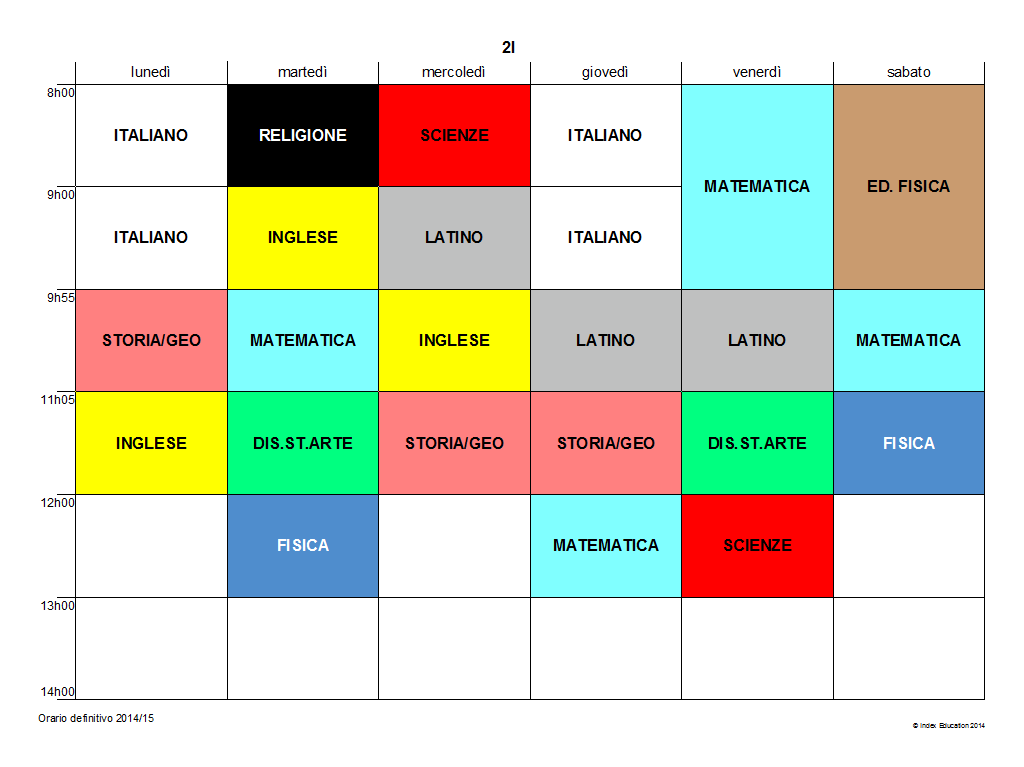 2I
lunedì martedì mercoledì giovedì venerdì sabato
8h00
ITALIANO RELIGIONE SCIENZE ITALIANO
MATEMATICA ED. FISICA
9h00
ITALIANO INGLESE LATINO ITALIANO
9h55
STORIA/GEO MATEMATICA INGLESE LATINO LATINO MATEMATICA
11h05
INGLESE DIS.ST.ARTE STORIA/GEO STORIA/GEO DIS.ST.ARTE FISICA
12h00
FISICA MATEMATICA SCIENZE
13h00
14h00
Orario definitivo 2014/15
© Index Education 2014